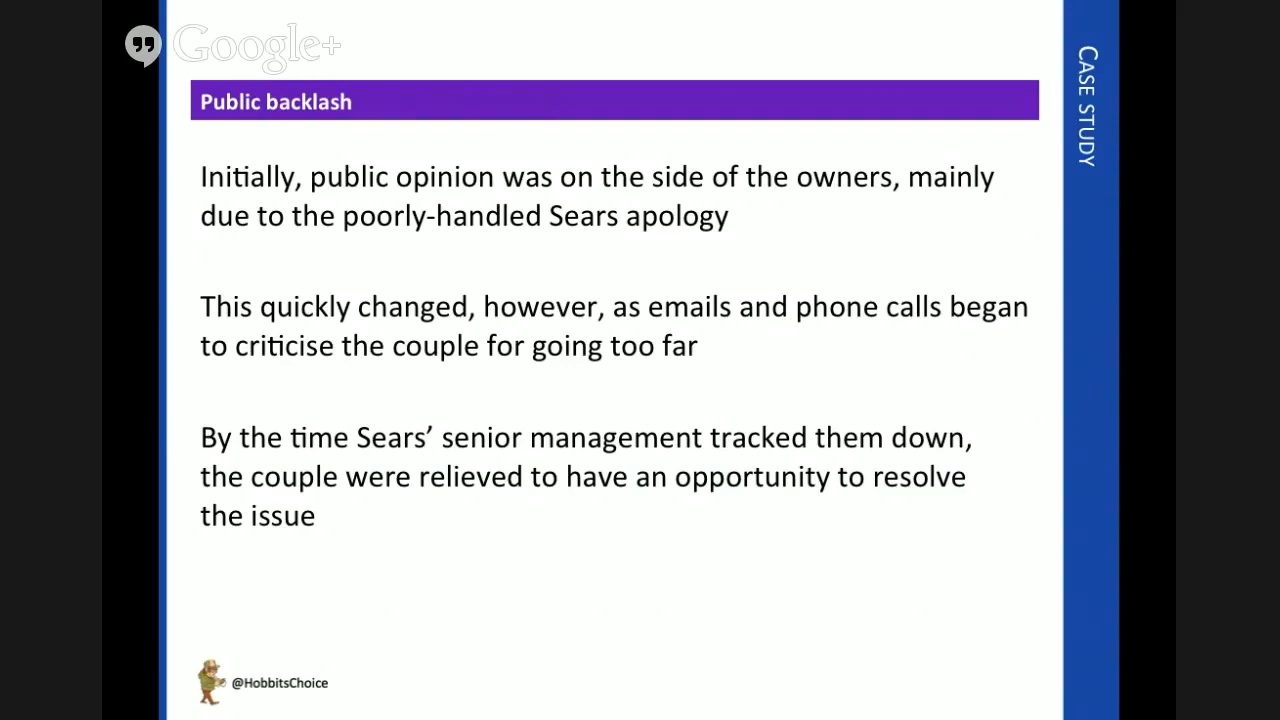 Google+
CASE STUDY
Public backlash
Initially, public opinion was on the side of the owners, mainly
due to the poorly-handled Sears apology
This quickly changed, however, as emails and phone calls began
to criticise the couple for going too far
By the time Sears’ senior management tracked them down,
the couple were relieved to have an opportunity to resolve
the issue
@HobbitsChoice